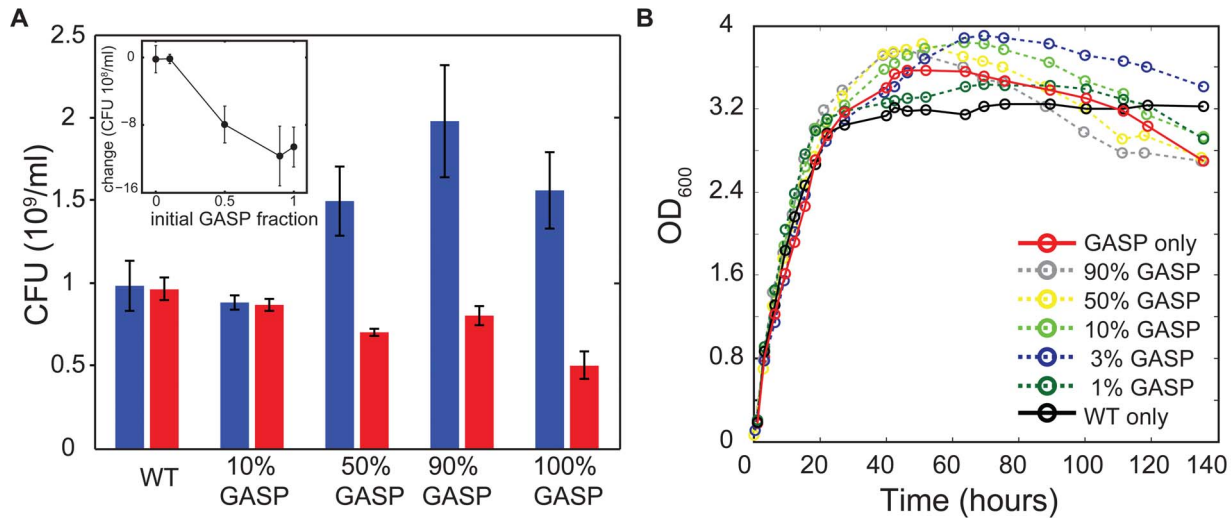 A
CFU (10⁹/ml)
2.5
2
1.5
1
0.5
0
change (CFU 10⁸/ml)
0
−8
−16
0
0.5
1
initial GASP fraction
WT
10%
GASP
50%
GASP
90%
GASP
100%
GASP
B
OD₆₀₀
4
3.2
2.4
1.6
0.8
0
GASP only
90% GASP
50% GASP
10% GASP
3% GASP
1% GASP
WT only
0 20 40 60 80 100 120 140
Time (hours)